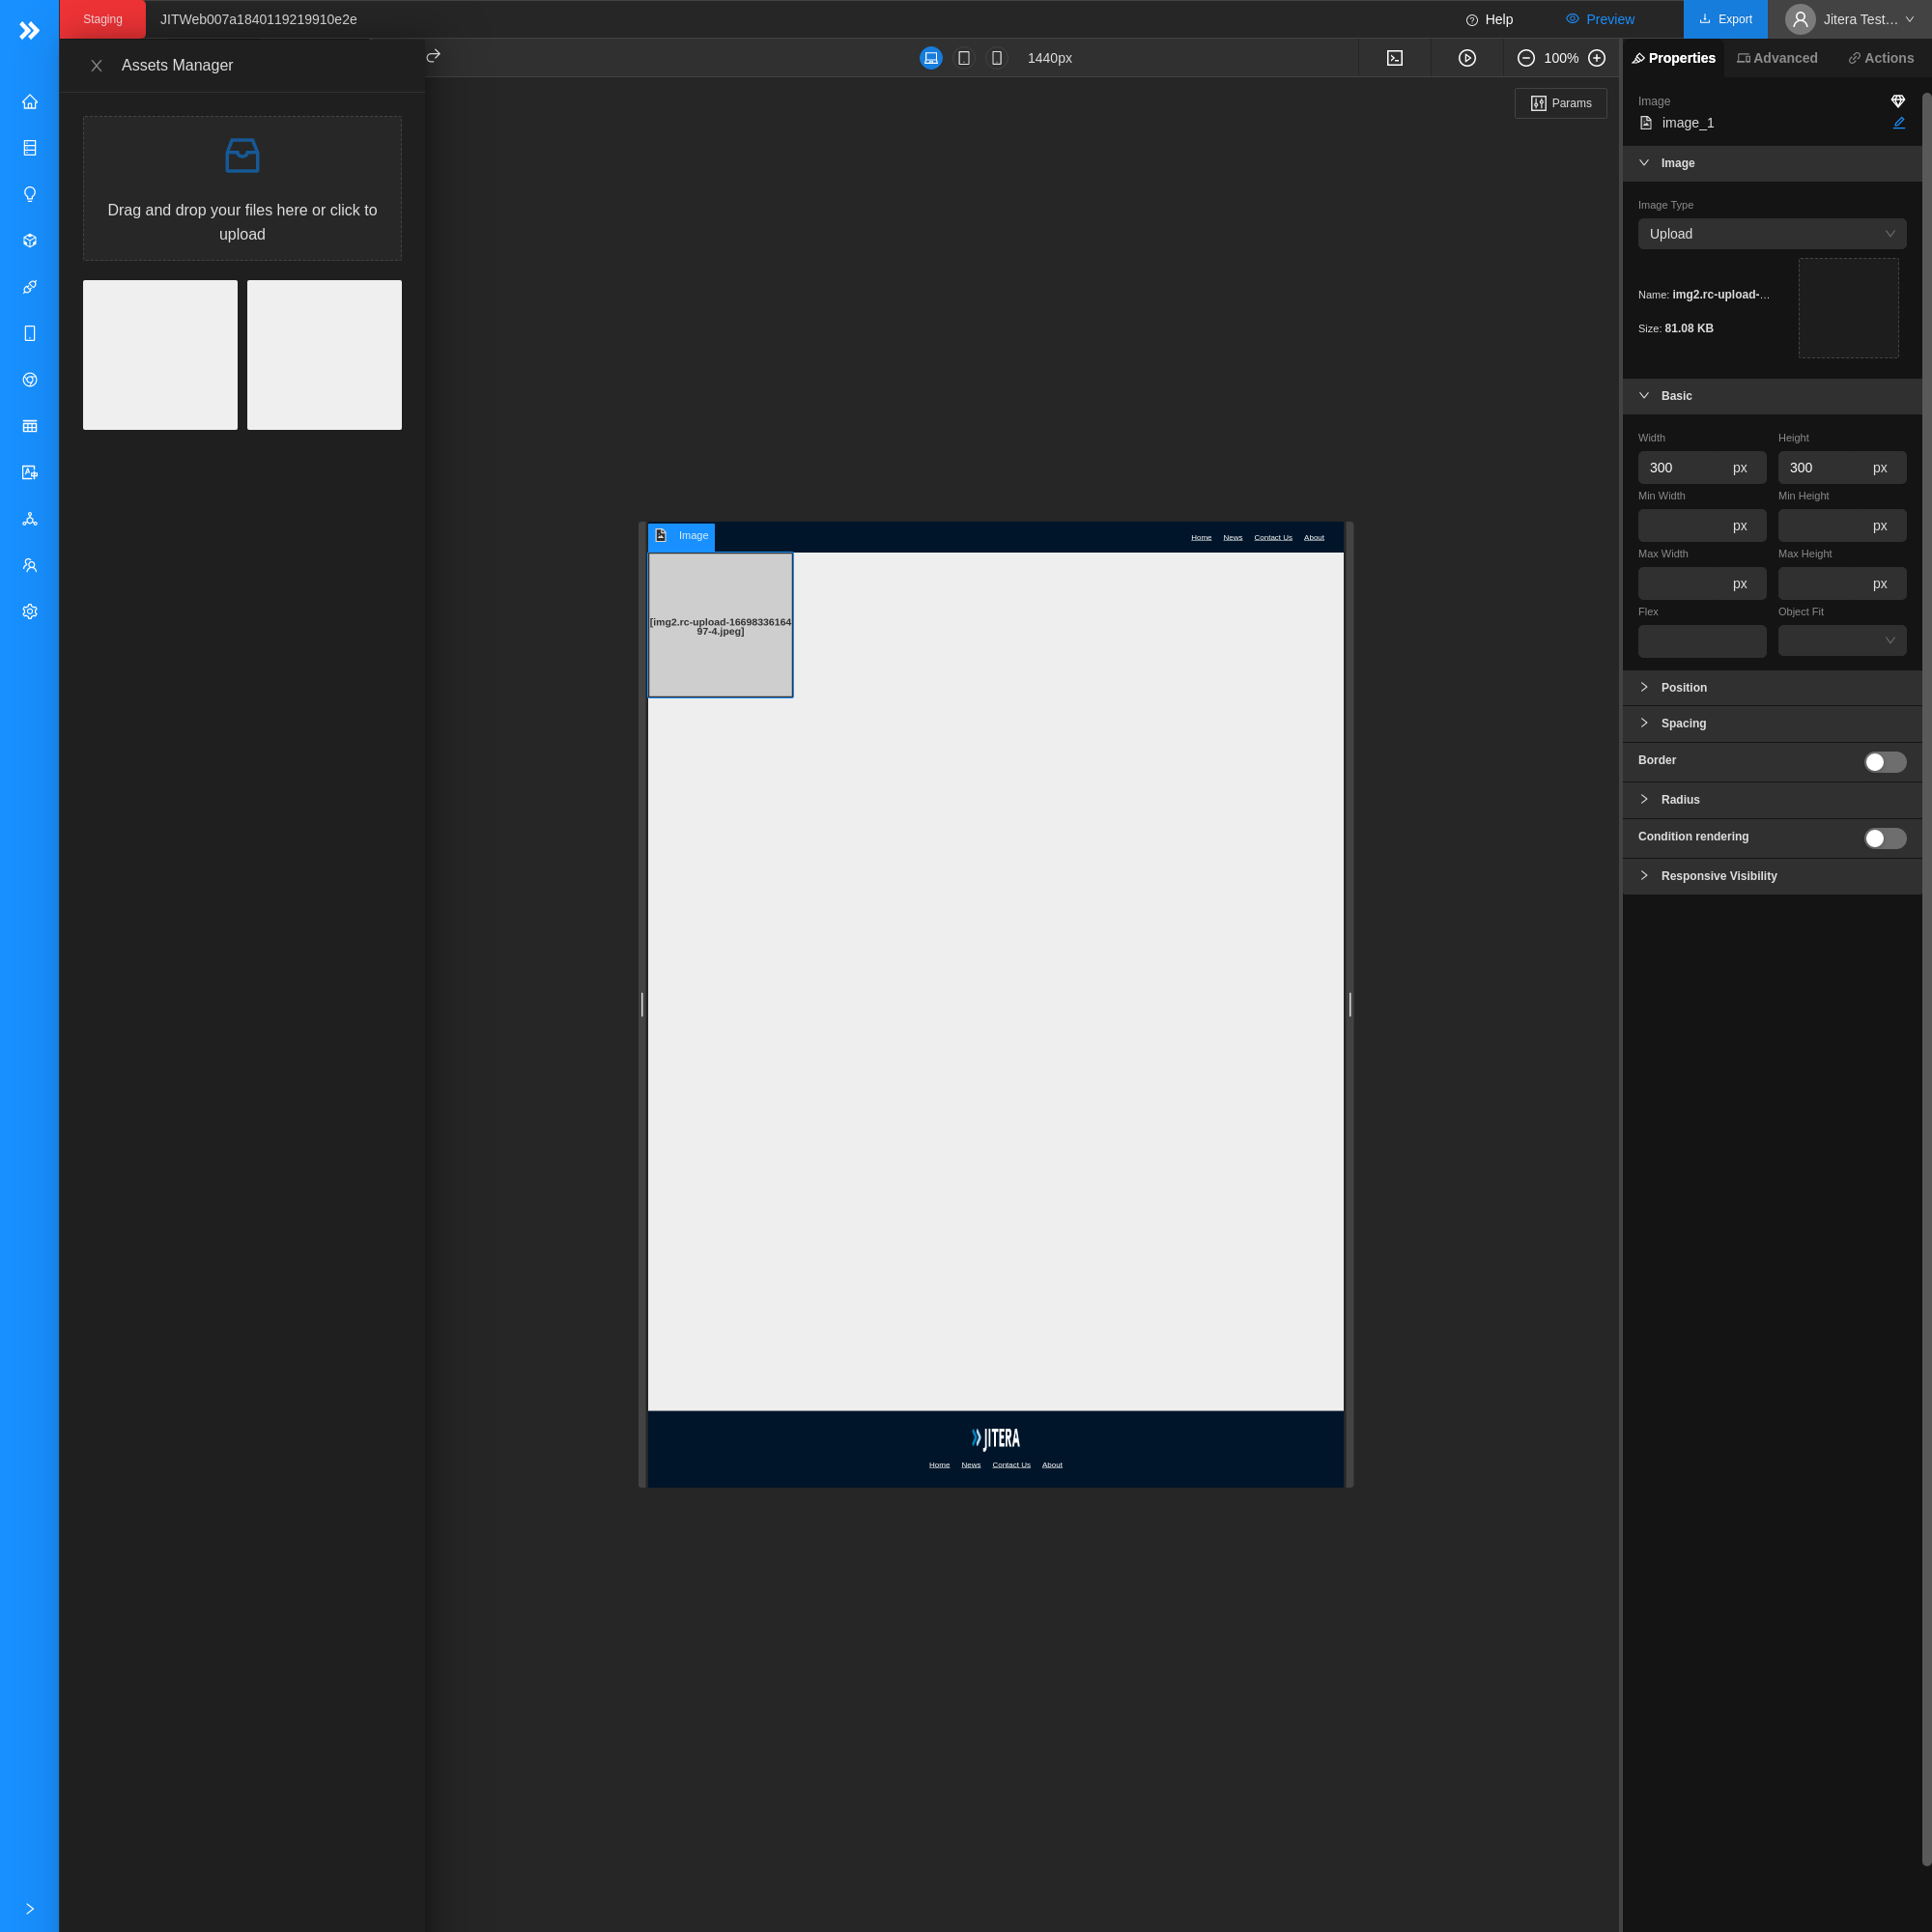 Staging
JITWeb007a1840119219910e2e
Help
Preview
Export
Jitera Test…
Assets Manager
1440px
100%
Properties
Advanced
Actions
Params
Drag and drop your files here or click to
upload
Image
image_1
Image
Image Type
Upload
Name: img2.rc-upload-…
Size: 81.08 KB
Basic
Width
Height
300 px
300 px
Min Width
Min Height
px
px
Max Width
Max Height
px
px
Flex
Object Fit
Position
Spacing
Border
Radius
Condition rendering
Responsive Visibility
Image
Home News Contact Us About
[img2.rc-upload-16698336164
97-4.jpeg]
JITERA
Home News Contact Us About